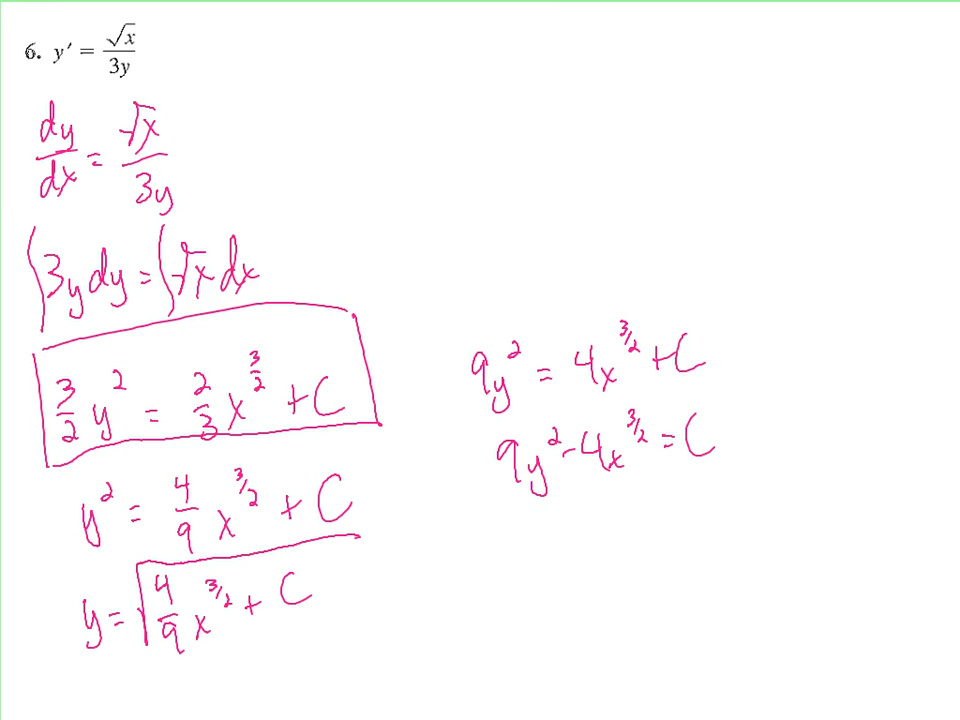 6. y′ = √x / 3y
dy/dx = √x / 3y
∫3y dy = ∫√x dx
3/2 y² = 2/3 x^(3/2) + C
y² = 4/9 x^(3/2) + C
y = √(4/9 x^(3/2) + C)
9y² = 4x^(3/2) + C
9y² - 4x^(3/2) = C